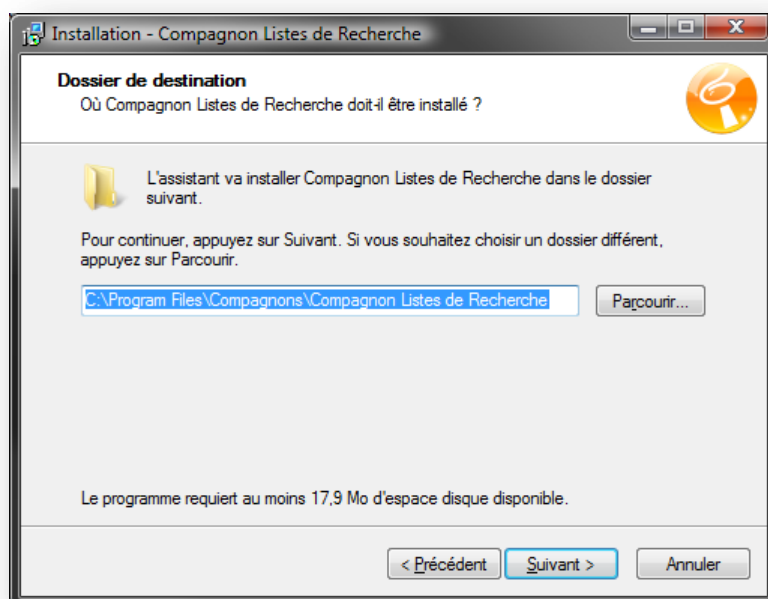 Installation - Compagnon Listes de Recherche
Dossier de destination
Où Compagnon Listes de Recherche doit-il être installé ?
L'assistant va installer Compagnon Listes de Recherche dans le dossier
suivant.
Pour continuer, appuyez sur Suivant. Si vous souhaitez choisir un dossier différent,
appuyez sur Parcourir.
C:\Program Files\Compagnons\Compagnon Listes de Recherche
Parcourir...
Le programme requiert au moins 17,9 Mo d'espace disque disponible.
< Précédent
Suivant >
Annuler